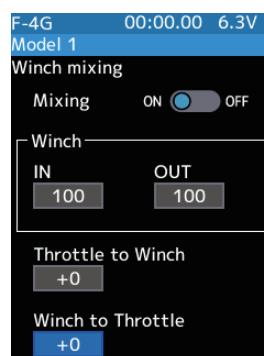 F-4G 00:00.00 6.3V
Model 1
Winch mixing
Mixing ON OFF
Winch
IN OUT
100 100
Throttle to Winch
+0
Winch to Throttle
+0